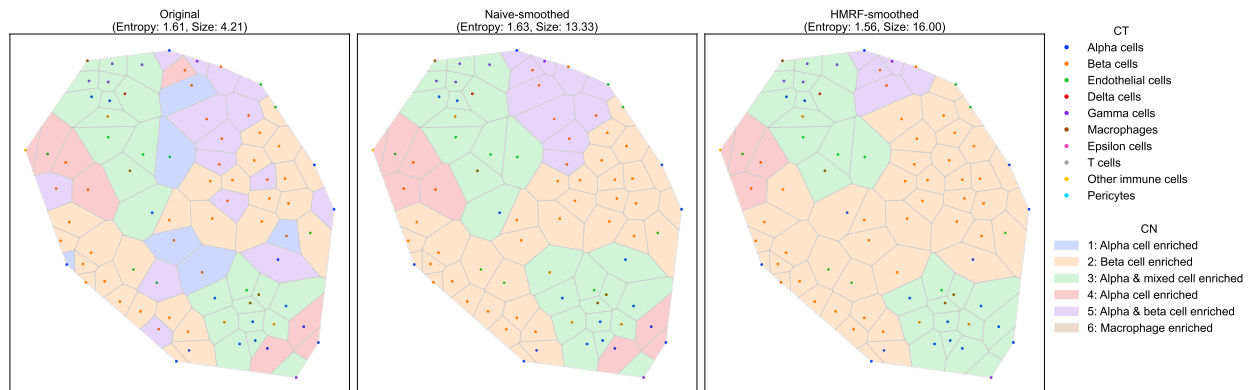 Original
(Entropy: 1.61, Size: 4.21)
Naive-smoothed
(Entropy: 1.63, Size: 13.33)
HMRF-smoothed
(Entropy: 1.56, Size: 16.00)
CT
Alpha cells
Beta cells
Endothelial cells
Delta cells
Gamma cells
Macrophages
Epsilon cells
T cells
Other immune cells
Pericytes
CN
1: Alpha cell enriched
2: Beta cell enriched
3: Alpha & mixed cell enriched
4: Alpha cell enriched
5: Alpha & beta cell enriched
6: Macrophage enriched